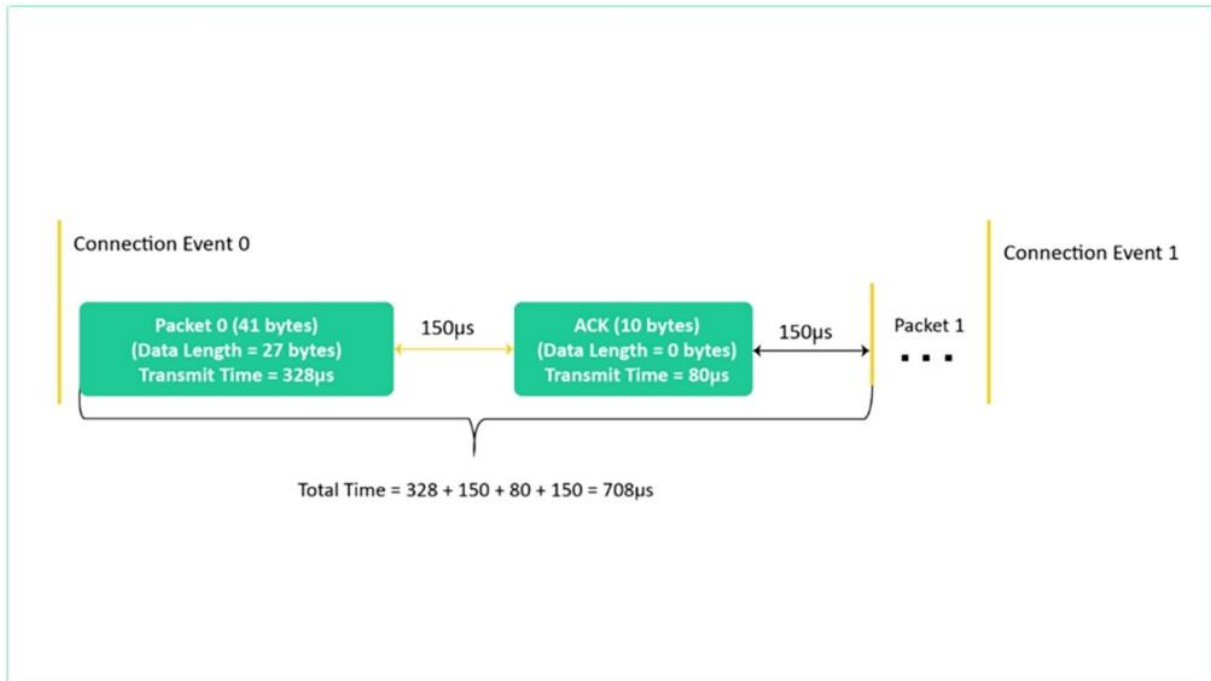 Connection Event 0
Connection Event 1
Packet 0 (41 bytes)
(Data Length = 27 bytes)
Transmit Time = 328µs
150µs
ACK (10 bytes)
(Data Length = 0 bytes)
Transmit Time = 80µs
150µs
Packet 1
Total Time = 328 + 150 + 80 + 150 = 708µs